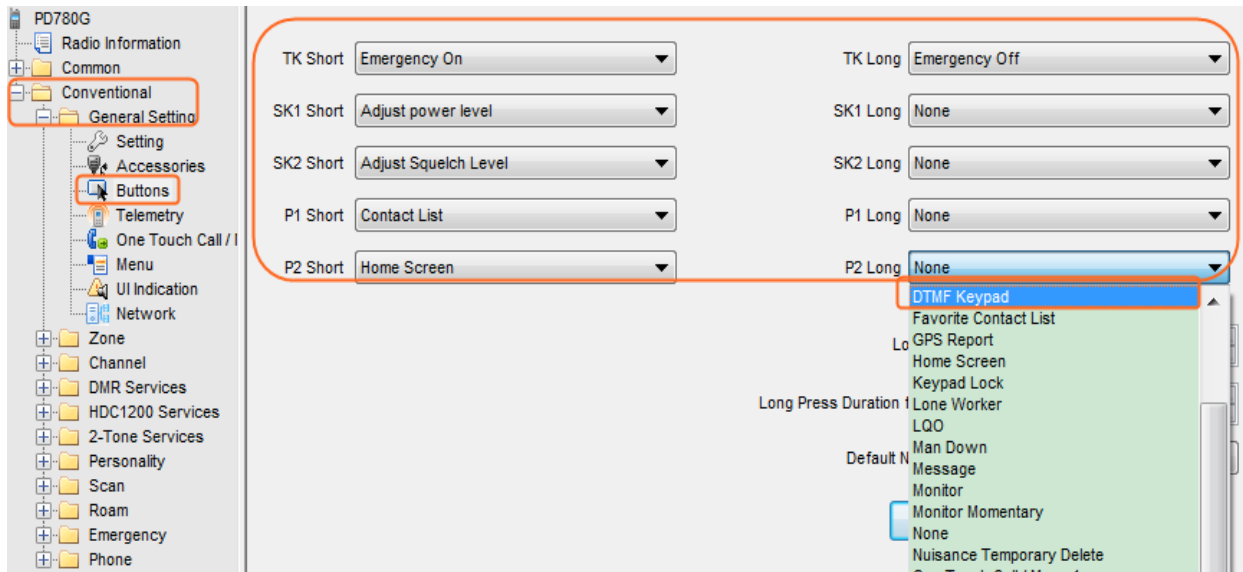 PD780G
Radio Information
Common
Conventional
General Setting
Setting
Accessories
Buttons
Telemetry
One Touch Call /
Menu
UI Indication
Network
Zone
Channel
DMR Services
HDC1200 Services
2-Tone Services
Personality
Scan
Roam
Emergency
Phone
TK Short Emergency On TK Long Emergency Off
SK1 Short Adjust power level SK1 Long None
SK2 Short Adjust Squelch Level SK2 Long None
P1 Short Contact List P1 Long None
P2 Short Home Screen P2 Long None
DTMF Keypad
Favorite Contact List
GPS Report
Home Screen
Keypad Lock
Long Press Duration
Lone Worker
LQO
Man Down
Default
Message
Monitor
Monitor Momentary
None
Nuisance Temporary Delete